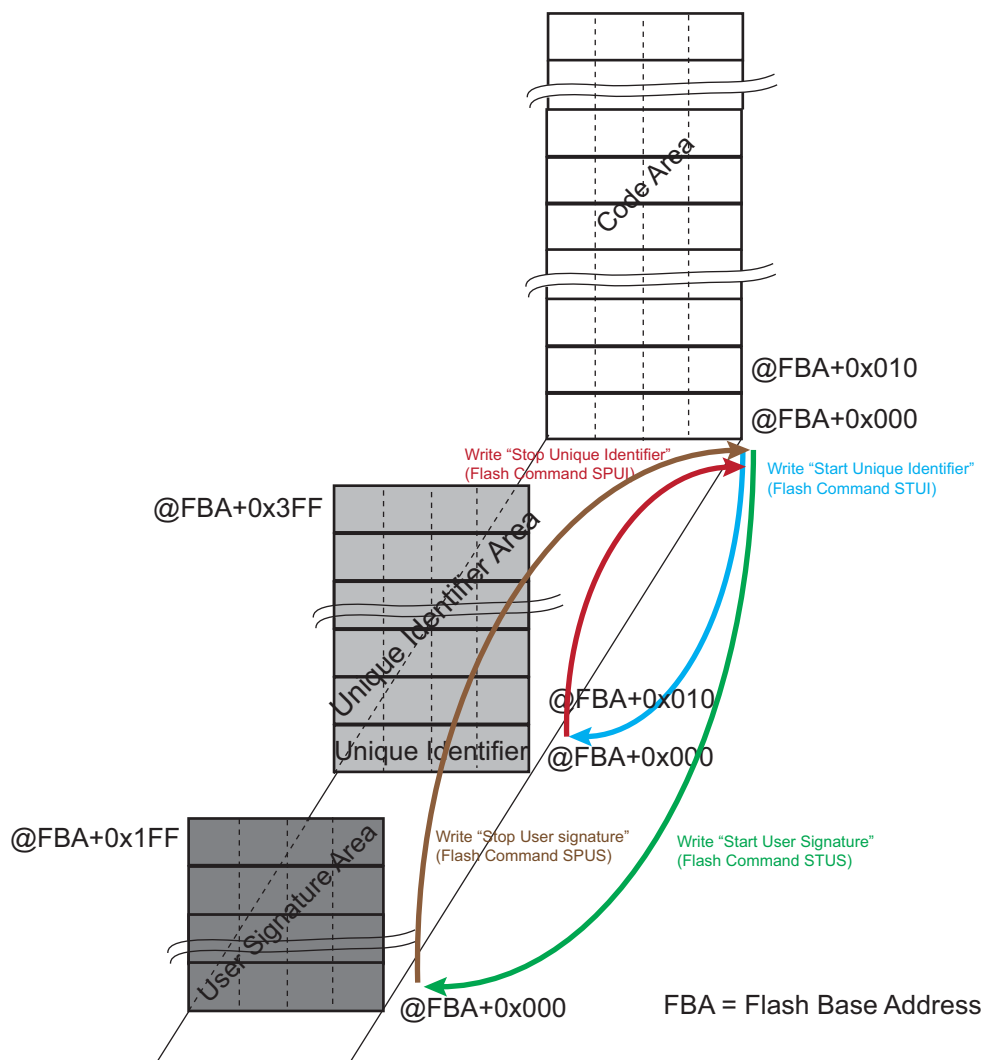 Code Area
@FBA+0x010
@FBA+0x000
Write “Stop Unique Identifier”
(Flash Command SPUI)
Write “Start Unique Identifier”
(Flash Command STUI)
@FBA+0x3FF
Unique Identifier Area
@FBA+0x010
Unique Identifier
@FBA+0x000
@FBA+0x1FF
User Signature Area
Write “Stop User signature”
(Flash Command SPUS)
Write “Start User Signature”
(Flash Command STUS)
@FBA+0x000
FBA = Flash Base Address